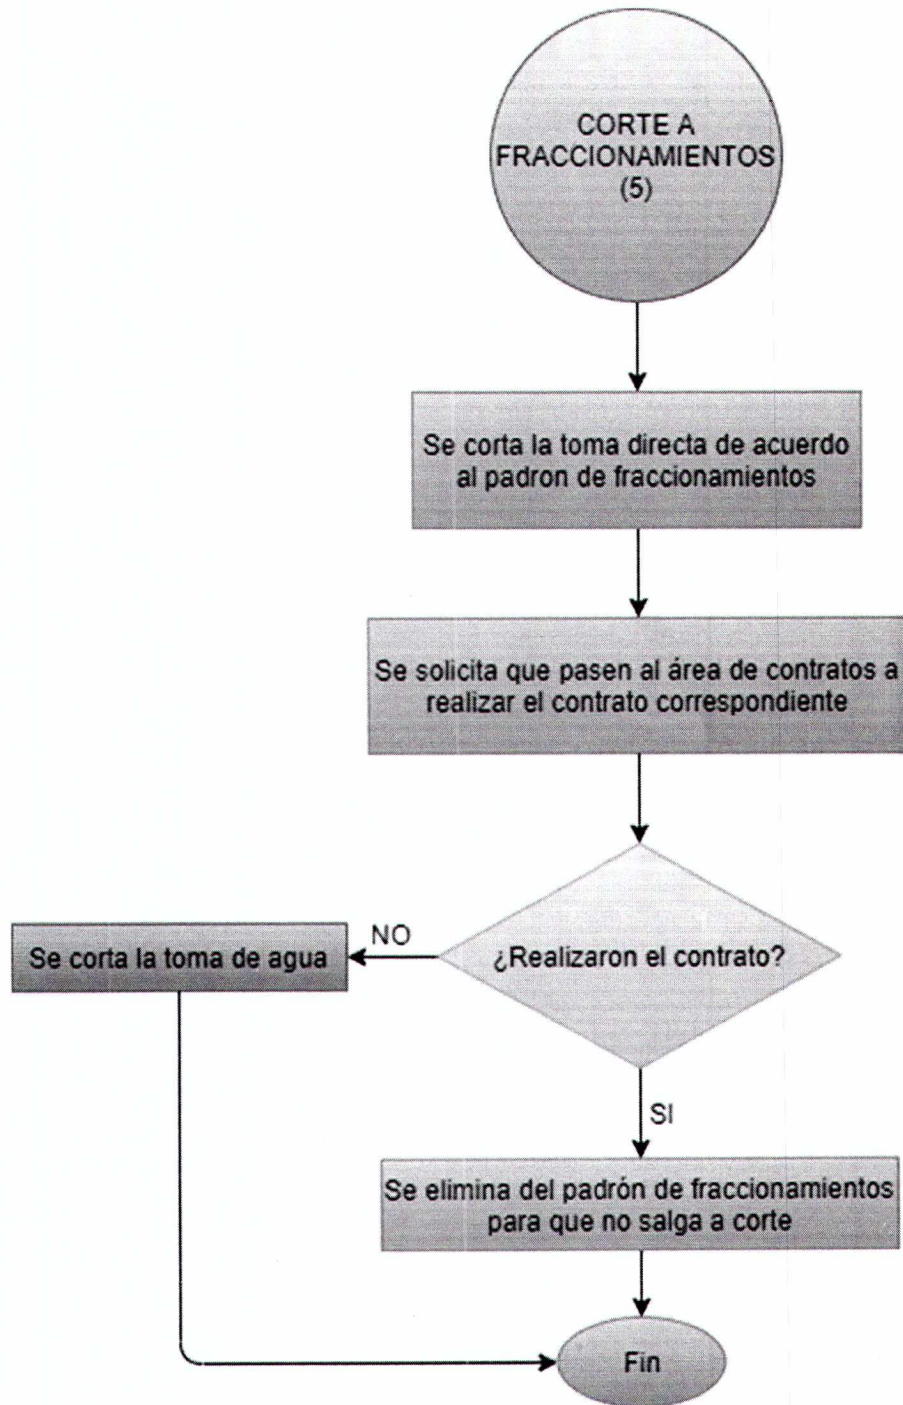 CORTE A
FRACCIONAMIENTOS
(5)
Se corta la toma directa de acuerdo
al padron de fraccionamientos
Se solicita que pasen al área de contratos a
realizar el contrato correspondiente
¿Realizaron el contrato?
NO
Se corta la toma de agua
SI
Se elimina del padrón de fraccionamientos
para que no salga a corte
Fin